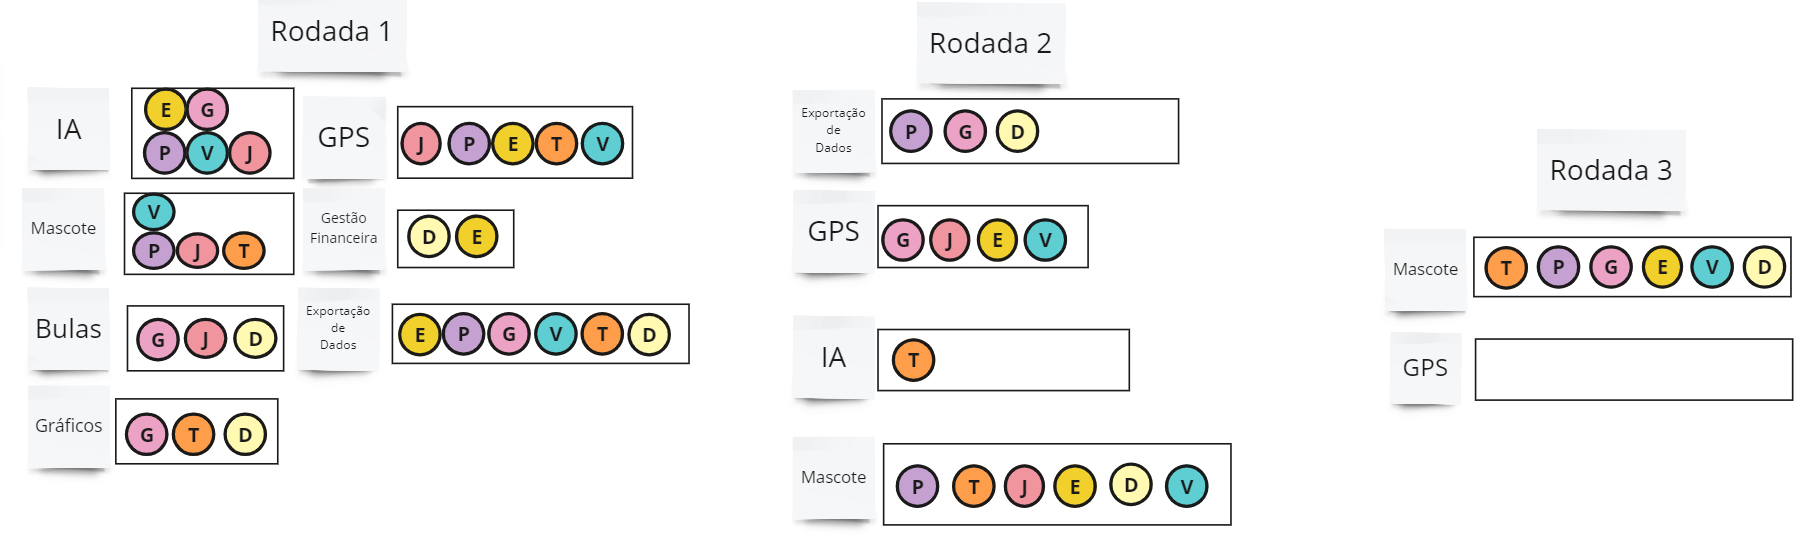 Rodada 1
IA
E G
P V J
GPS
J P E T V
Mascote
V
P J T
Gestão
Financeira
D E
Bulas
G J D
Exportação
de
Dados
E P G V T D
Gráficos
G T D
Rodada 2
Exportação
de
Dados
P G D
GPS
G J E V
IA
T
Mascote
P T J E D V
Rodada 3
Mascote
T P G E V D
GPS